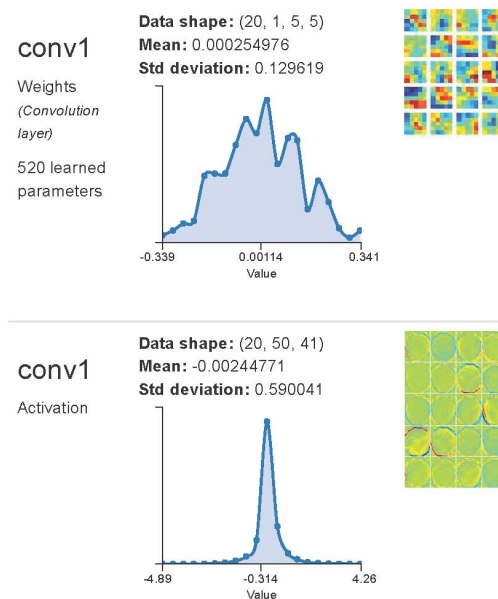 conv1
Weights
(Convolution
layer)
520 learned
parameters
Data shape: (20, 1, 5, 5)
Mean: 0.000254976
Std deviation: 0.129619
-0.339 0.00114 0.341
Value
conv1
Activation
Data shape: (20, 50, 41)
Mean: -0.00244771
Std deviation: 0.590041
-4.89 -0.314 4.26
Value